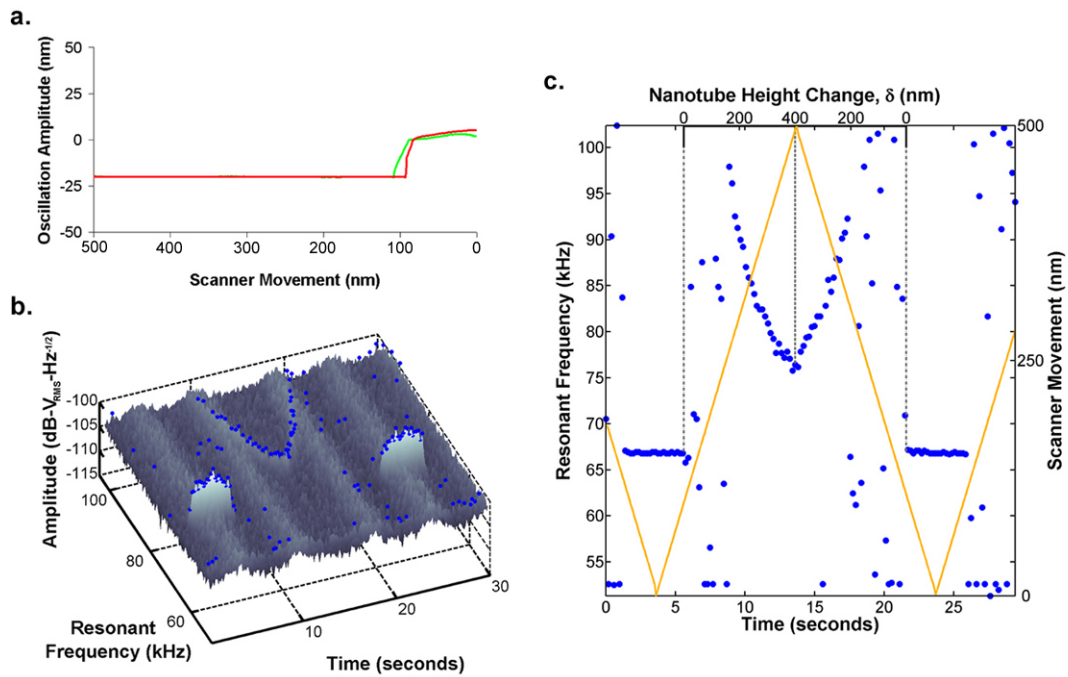 a.
Oscillation Amplitude (nm)
50
25
0
-25
-50
500 400 300 200 100 0
Scanner Movement (nm)
b.
Amplitude (dB-VRMS-Hz-1/2)
-100
-105
-110
-115
100
80
60
Resonant
Frequency (kHz)
10
20
30
Time (seconds)
c.
Nanotube Height Change, δ (nm)
0 200 400 200 0
Resonant Frequency (kHz)
100
95
90
85
80
75
70
65
60
55
0 5 10 15 20 25
Time (seconds)
500
250
0
Scanner Movement (nm)